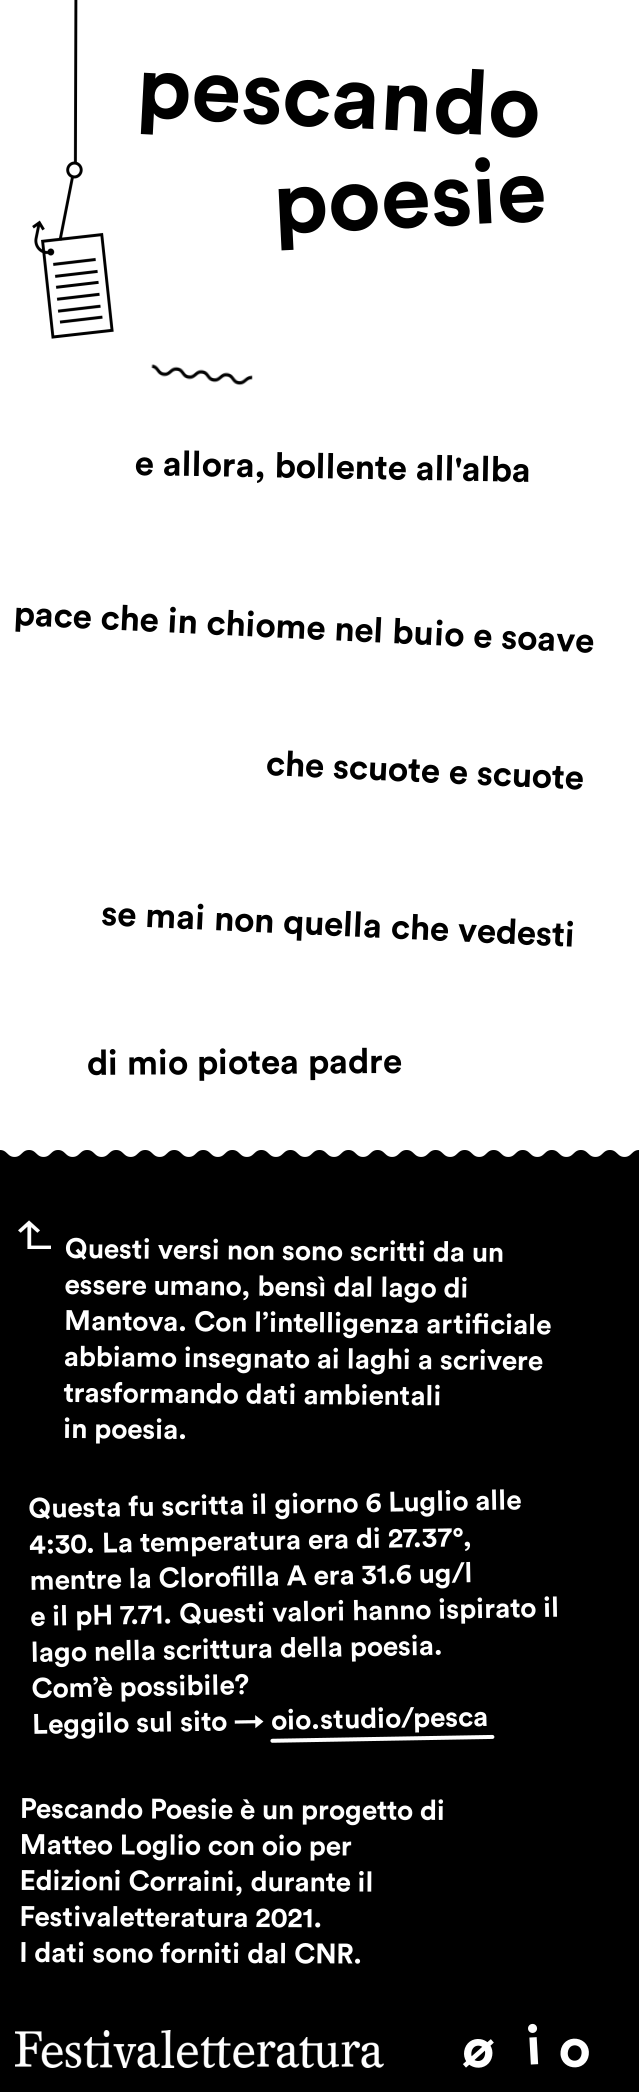 pescando
poesie
e allora, bollente all'alba
pace che in chiome nel buio e soave
che scuote e scuote
se mai non quella che vedesti
di mio piotea padre
Questi versi non sono scritti da un
essere umano, bensì dal lago di
Mantova. Con l’intelligenza artificiale
abbiamo insegnato ai laghi a scrivere
trasformando dati ambientali
in poesia.
Questa fu scritta il giorno 6 Luglio alle
4:30. La temperatura era di 27.37°,
mentre la Clorofilla A era 31.6 ug/l
e il pH 7.71. Questi valori hanno ispirato il
lago nella scrittura della poesia.
Com’è possibile?
Leggilo sul sito → oio.studio/pesca
Pescando Poesie è un progetto di
Matteo Loglio con oio per
Edizioni Corraini, durante il
Festivaletteratura 2021.
I dati sono forniti dal CNR.
Festivaletteratura ø i o